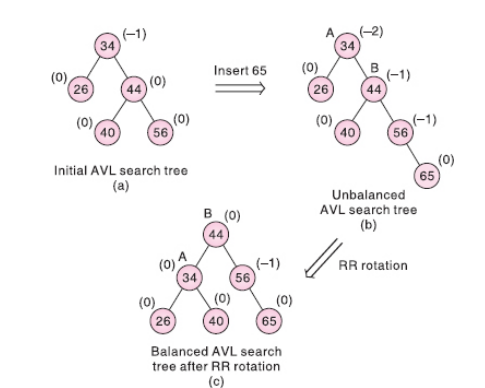 34 (–1)
(0) 26 44 (0)
(0) 40 56 (0)
Initial AVL search tree
(a)
Insert 65
A 34 (–2)
(0) 26 B 44 (–1)
(0) 40 56 (–1)
65 (0)
Unbalanced
AVL search tree
(b)
RR rotation
B 44 (0)
(0) A 34 56 (–1)
(0) 26 (0) 40 65 (0)
Balanced AVL search
tree after RR rotation
(c)